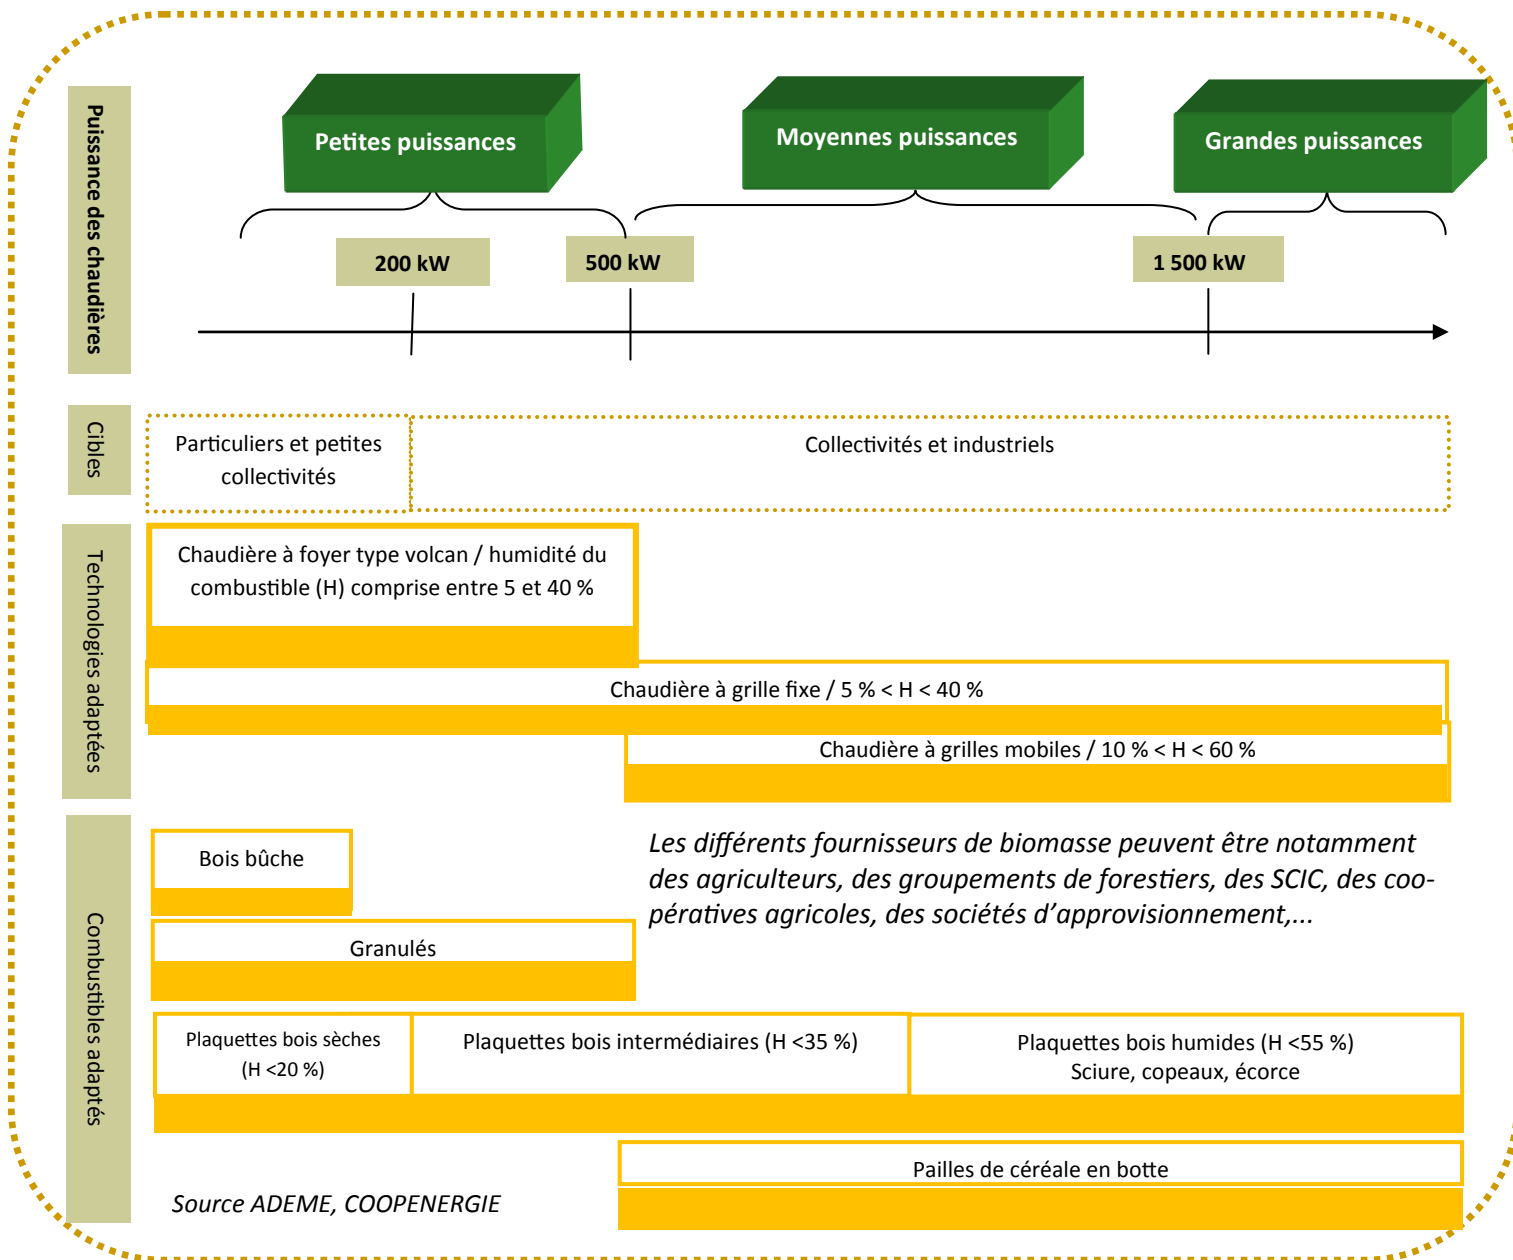 Puissance des chaudières
Petites puissances
Moyennes puissances
Grandes puissances
200 kW
500 kW
1 500 kW
Cibles
Particuliers et petites
collectivités
Collectivités et industriels
Technologies adaptées
Chaudière à foyer type volcan / humidité du
combustible (H) comprise entre 5 et 40 %
Chaudière à grille fixe / 5 % < H < 40 %
Chaudière à grilles mobiles / 10 % < H < 60 %
Combustibles adaptés
Bois bûche
Les différents fournisseurs de biomasse peuvent être notamment
des agriculteurs, des groupements de forestiers, des SCIC, des coo-
pératives agricoles, des sociétés d’approvisionnement,...
Granulés
Plaquettes bois sèches
(H <20 %)
Plaquettes bois intermédiaires (H <35 %)
Plaquettes bois humides (H <55 %)
Sciure, copeaux, écorce
Pailles de céréale en botte
Source ADEME, COOPENERGIE